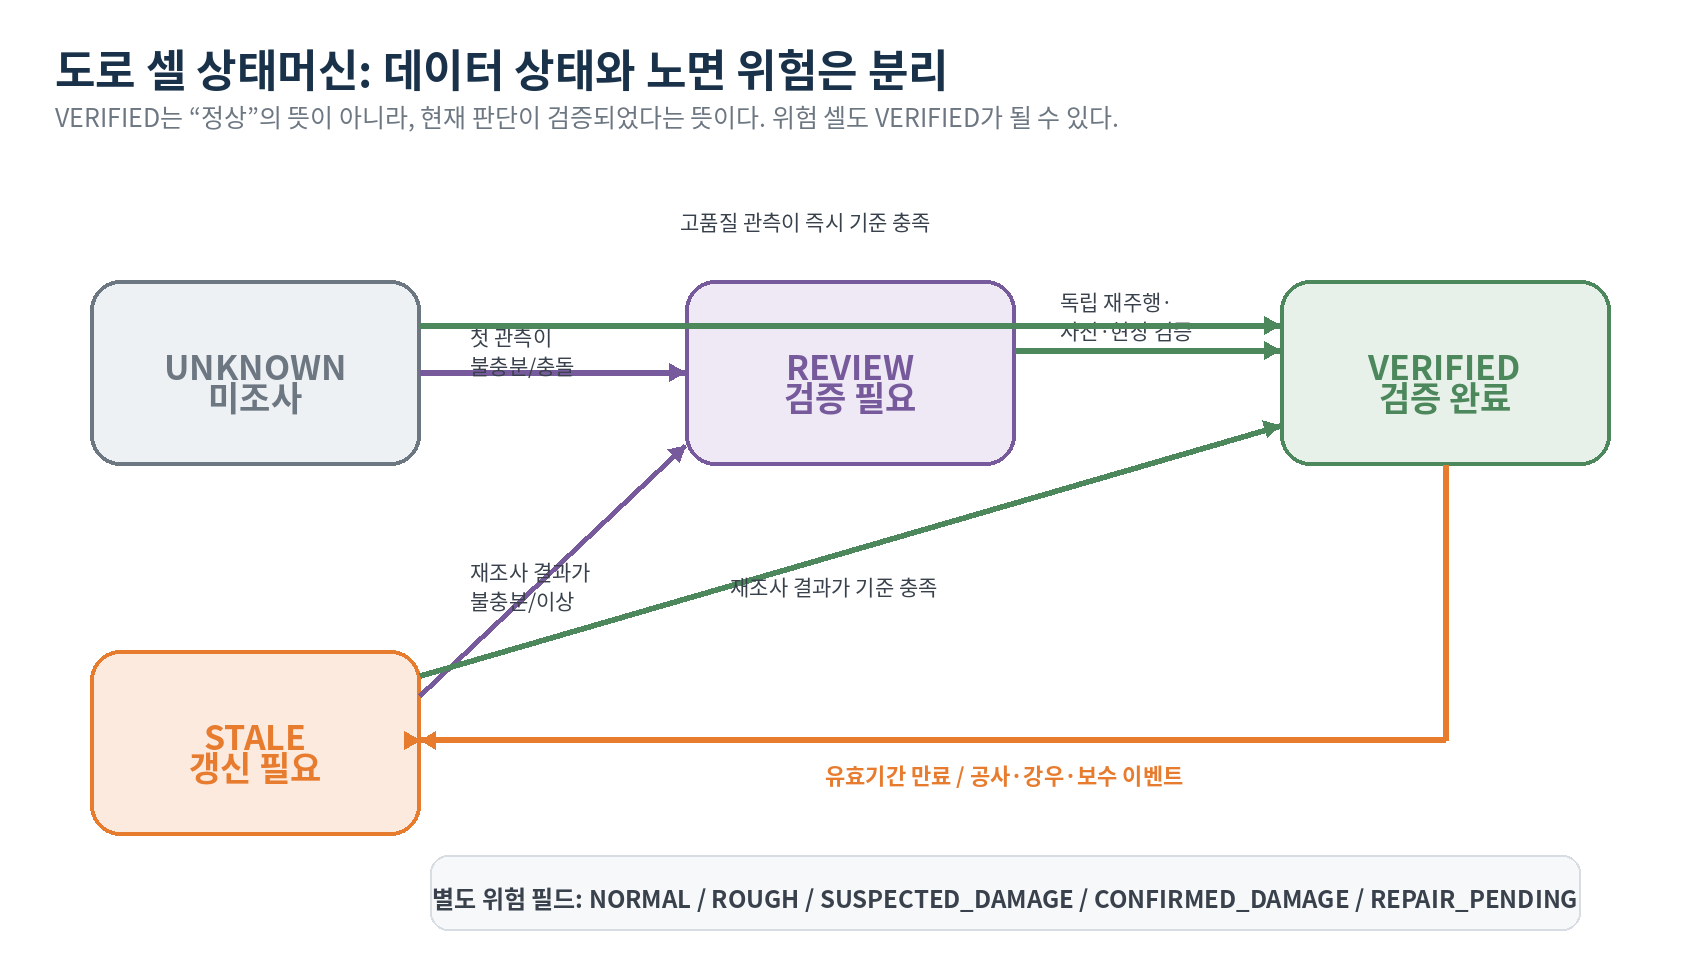 도로 셀 상태머신: 데이터 상태와 노면 위험은 분리
VERIFIED는 “정상”의 뜻이 아니라, 현재 판단이 검증되었다는 뜻이다. 위험 셀도 VERIFIED가 될 수 있다.
고품질 관측이 즉시 기준 충족
독립 재주행·
사진·현장 검증
첫 관측이
불충분/충돌
UNKNOWN
미조사
REVIEW
검증 필요
VERIFIED
검증 완료
재조사 결과가
불충분/이상
재조사 결과가 기준 충족
STALE
갱신 필요
유효기간 만료 / 공사·강우·보수 이벤트
별도 위험 필드: NORMAL / ROUGH / SUSPECTED_DAMAGE / CONFIRMED_DAMAGE / REPAIR_PENDING